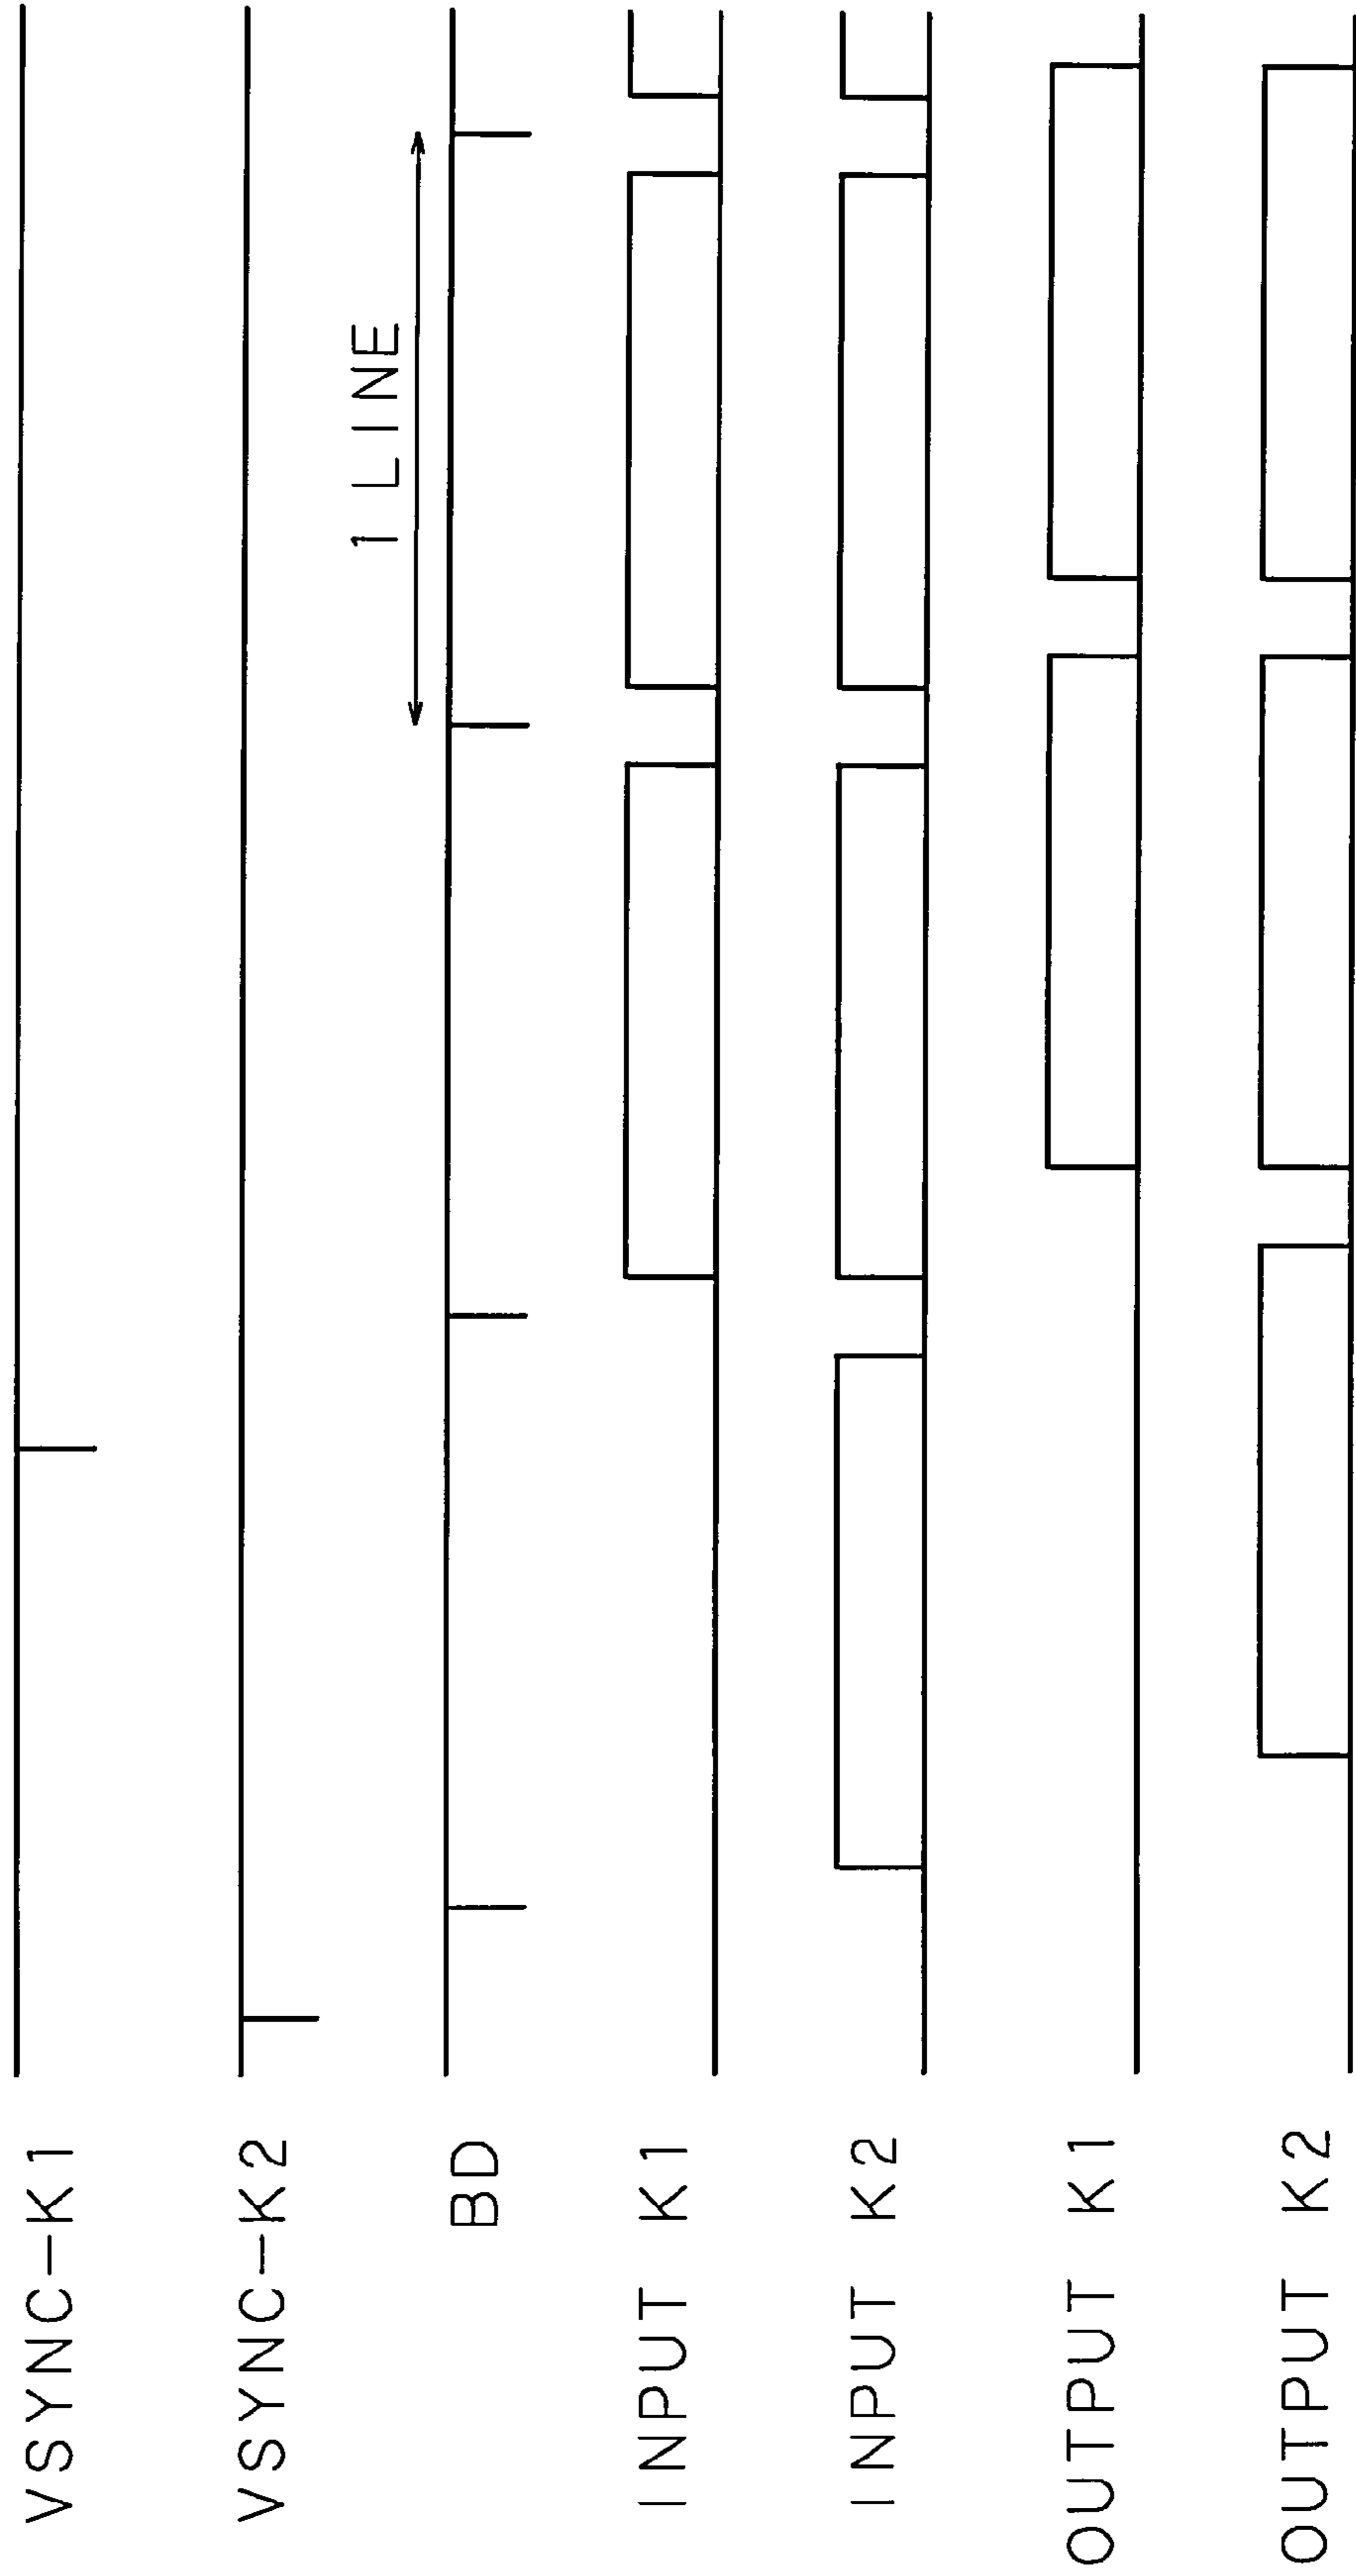 VSYNC-K1
VSYNC-K2
1 LINE
BD
INPUT K1
INPUT K2
OUTPUT K1
OUTPUT K2